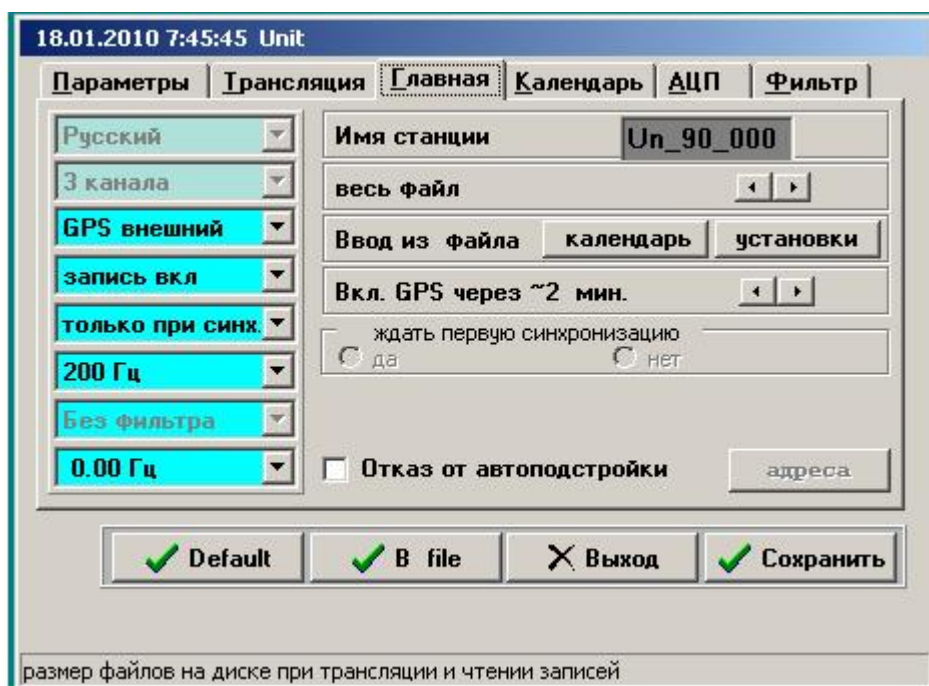 18.01.2010 7:45:45 Unit
Параметры Трансляция Главная Календарь АЦП Фильтр
Русский
3 канала
GPS внешний
запись вкл
только при синх.
200 Гц
Без фильтра
0.00 Гц
Имя станции Un_90_000
весь файл
Ввод из файла календарь установки
Вкл. GPS через ~2 мин.
ждать первую синхронизацию
да нет
Отказ от автоподстройки адреса
Default В file Выход Сохранить
размер файлов на диске при трансляции и чтении записей